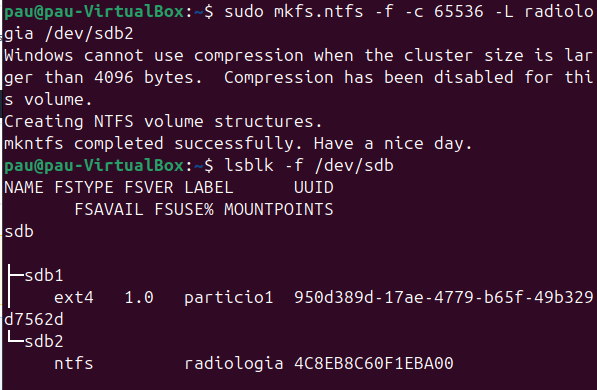 pau@pau-VirtualBox:~$ sudo mkfs.ntfs -f -c 65536 -L radiolo
gia /dev/sdb2
Windows cannot use compression when the cluster size is lar
ger than 4096 bytes.  Compression has been disabled for thi
s volume.
Creating NTFS volume structures.
mkntfs completed successfully. Have a nice day.
pau@pau-VirtualBox:~$ lsblk -f /dev/sdb
NAME FSTYPE FSVER LABEL      UUID
       FSAVAIL FSUSE% MOUNTPOINTS
sdb
├─sdb1
     ext4   1.0   particio1  950d389d-17ae-4779-b65f-49b329
d7562d
└─sdb2
     ntfs         radiologia 4C8EB8C60F1EBA00